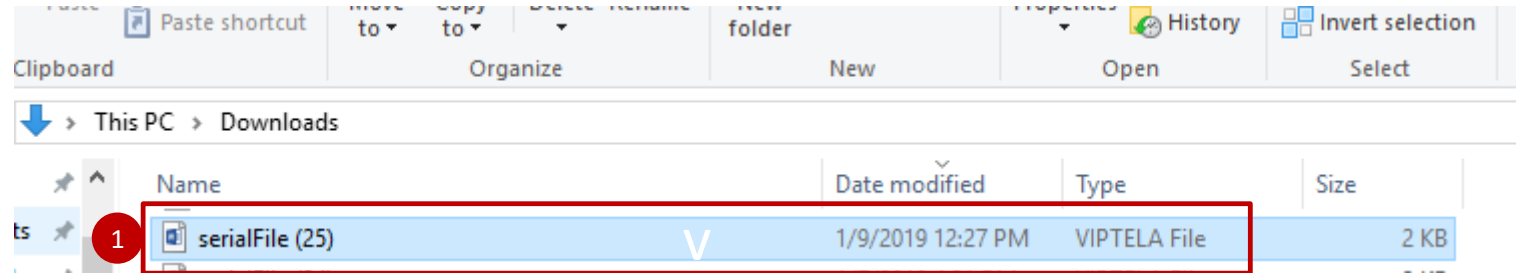 Paste Move Copy Delete Rename New Properties
Paste shortcut to to folder History Invert selection
Clipboard Organize New Open Select
> This PC > Downloads
Name Date modified Type Size
ts 1 serialFile (25) V 1/9/2019 12:27 PM VIPTELA File 2 KB